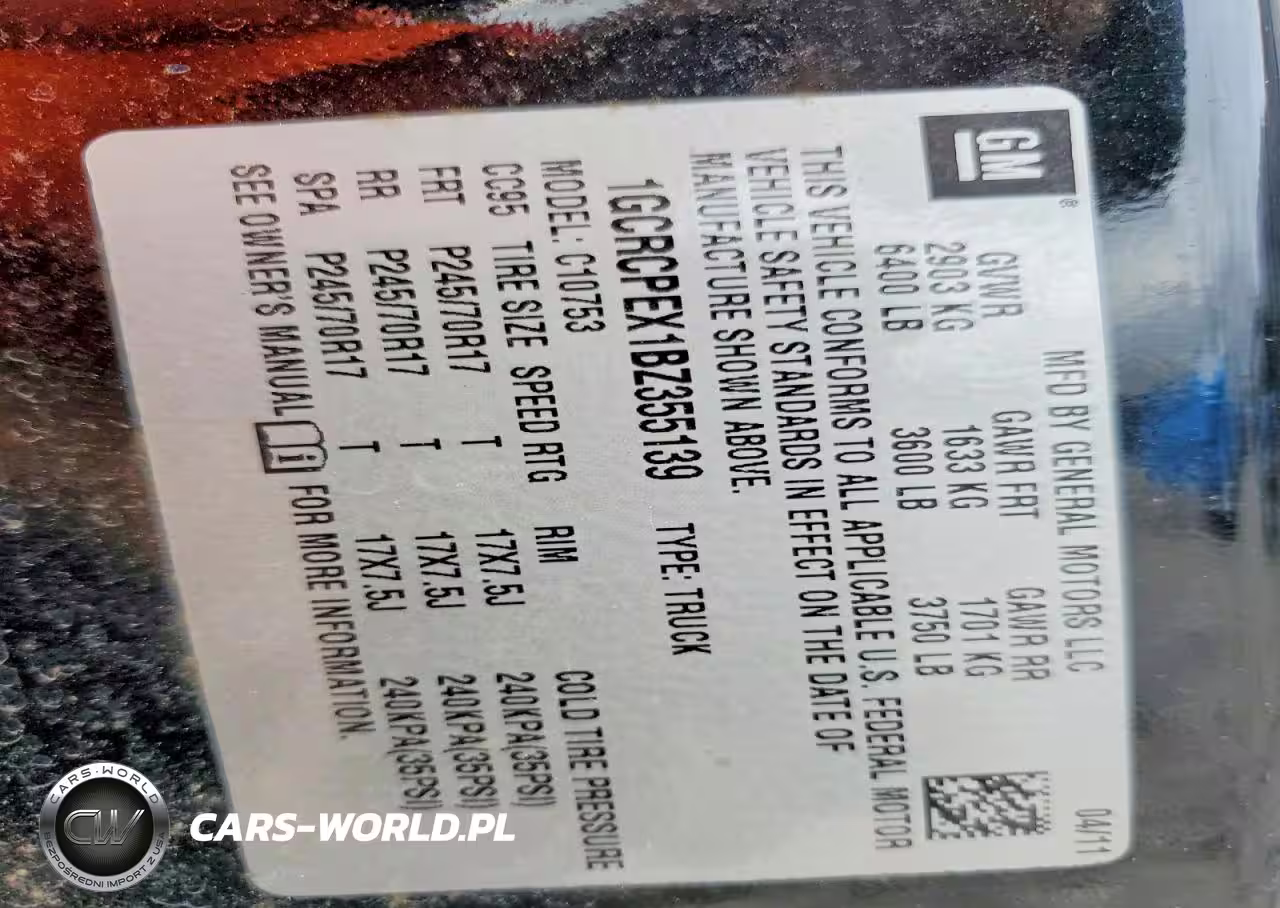 GM®
MFD BY GENERAL MOTORS LLC 04/11
GVWR GAWR FRT GAWR RR
2903 KG 1633 KG 1701 KG
6400 LB 3600 LB 3750 LB
THIS VEHICLE CONFORMS TO ALL APPLICABLE U.S. FEDERAL MOTOR
VEHICLE SAFETY STANDARDS IN EFFECT ON THE DATE OF
MANUFACTURE SHOWN ABOVE.
1GCRCPEX1BZ355139 TYPE: TRUCK
MODEL: C10753
CC95 TIRE SIZE SPEED RTG RIM COLD TIRE PRESSURE
FRT P245/70R17 T 17X7.5J 240KPA(35PSI)
RR P245/70R17 T 17X7.5J 240KPA(35PSI)
SPA P245/70R17 T 17X7.5J 240KPA(35PSI)
SEE OWNER'S MANUAL i FOR MORE INFORMATION.
CARS-WORLD
CW
BEZPOŚREDNI IMPORT Z USA
CARS-WORLD.PL